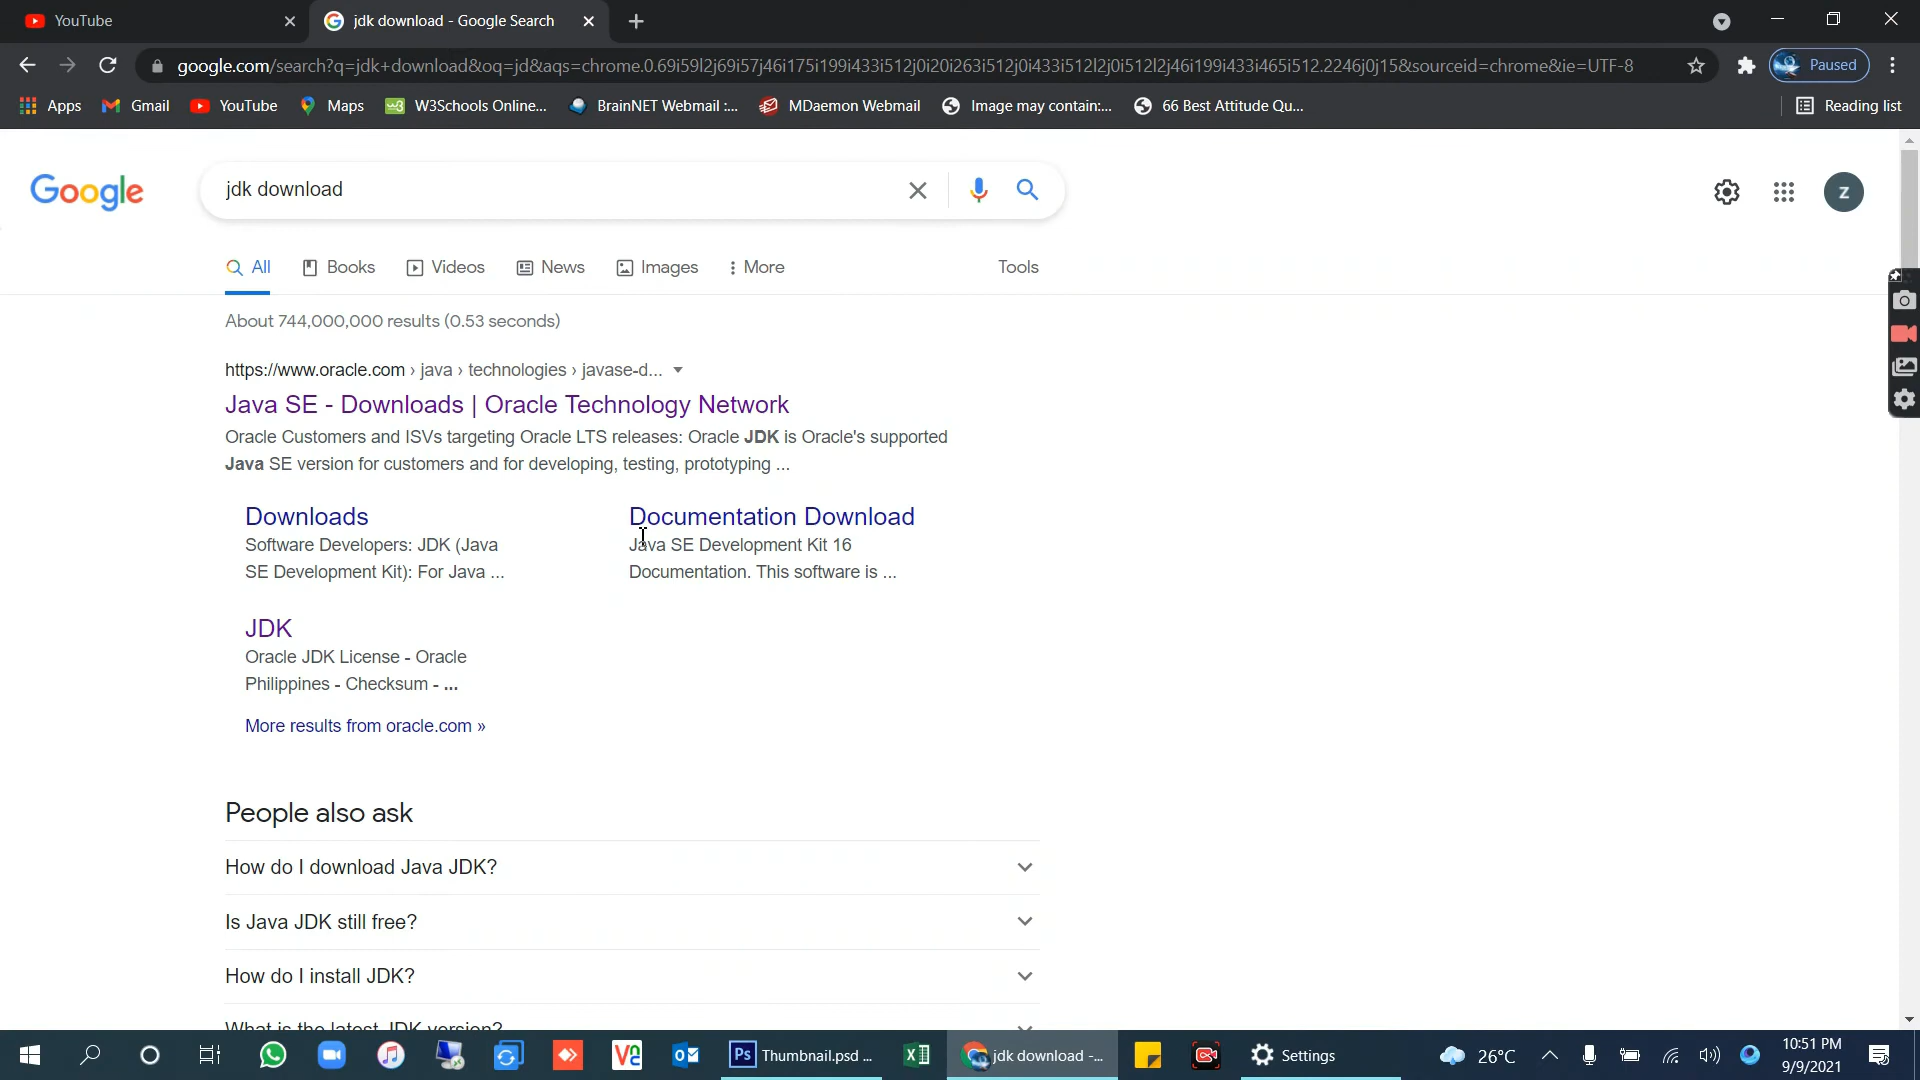 YouTube
jdk download - Google Search
google.com/search?q=jdk+download&oq=jd&aqs=chrome.0.69i59l2j69i57j46i175i199i433i512j0i20i263i512j0i433i512l2j0i512l2j46i199i433i465i512.2246j0j15&sourceid=chrome&ie=UTF-8
Paused
Apps
Gmail
YouTube
Maps
W3Schools Online...
BrainNET Webmail :...
MDaemon Webmail
Image may contain:...
66 Best Attitude Qu...
Reading list
Google
jdk download
z
All
Books
Videos
News
Images
More
Tools
About 744,000,000 results (0.53 seconds)
https://www.oracle.com › java › technologies › javase-d...
Java SE - Downloads | Oracle Technology Network
Oracle Customers and ISVs targeting Oracle LTS releases: Oracle JDK is Oracle's supported
Java SE version for customers and for developing, testing, prototyping ...
Downloads
Software Developers: JDK (Java
SE Development Kit): For Java ...
Documentation Download
Java SE Development Kit 16
Documentation. This software is ...
JDK
Oracle JDK License - Oracle
Philippines - Checksum - ...
More results from oracle.com »
People also ask
How do I download Java JDK?
Is Java JDK still free?
How do I install JDK?
What is the latest JDK version?
Ps
Thumbnail.psd ...
jdk download -...
Settings
26°C
10:51 PM
9/9/2021